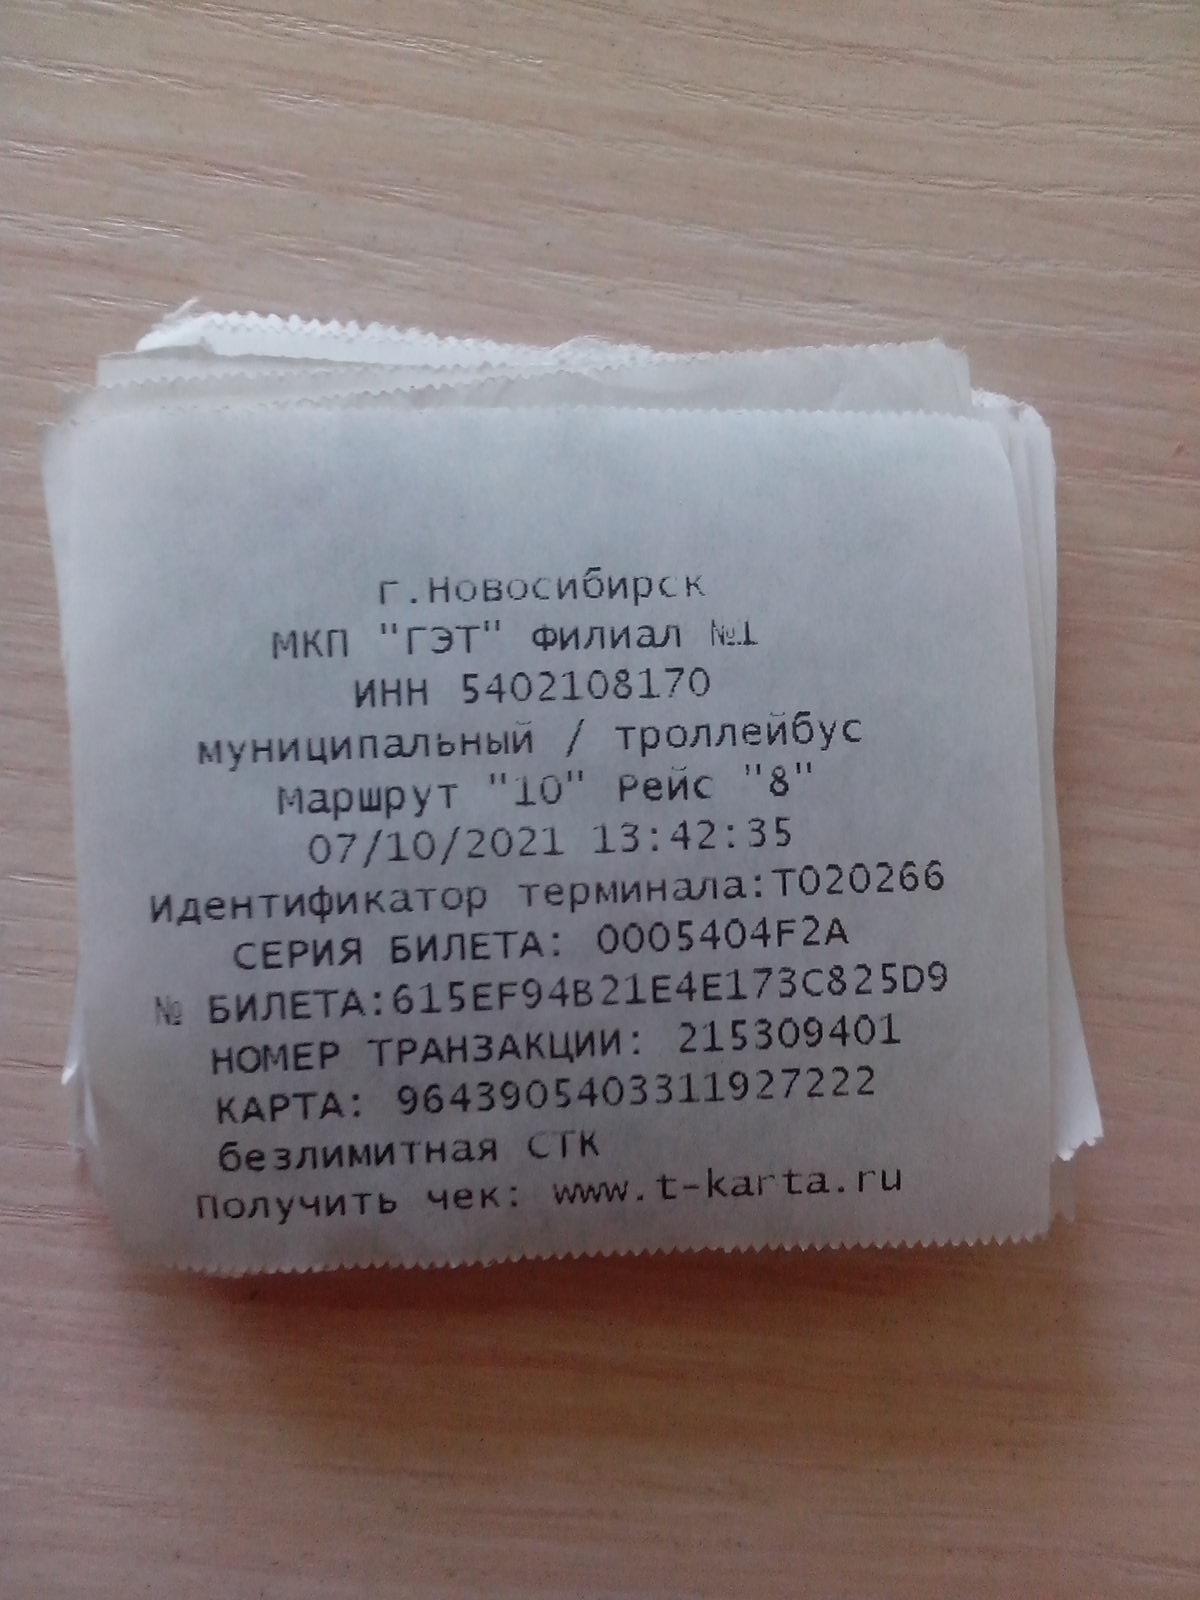 г.Новосибирск
МКП "ГЭТ" Филиал №1
ИНН 5402108170
муниципальный / троллейбус
Маршрут "10" Рейс "8"
07/10/2021 13:42:35
Идентификатор терминала:Т020266
СЕРИЯ БИЛЕТА: 0005404F2A
№ БИЛЕТА:615EF94B21E4E173C825D9
НОМЕР ТРАНЗАКЦИИ: 215309401
КАРТА: 9643905403311927222
безлимитная СТК
Получить чек: www.t-karta.ru